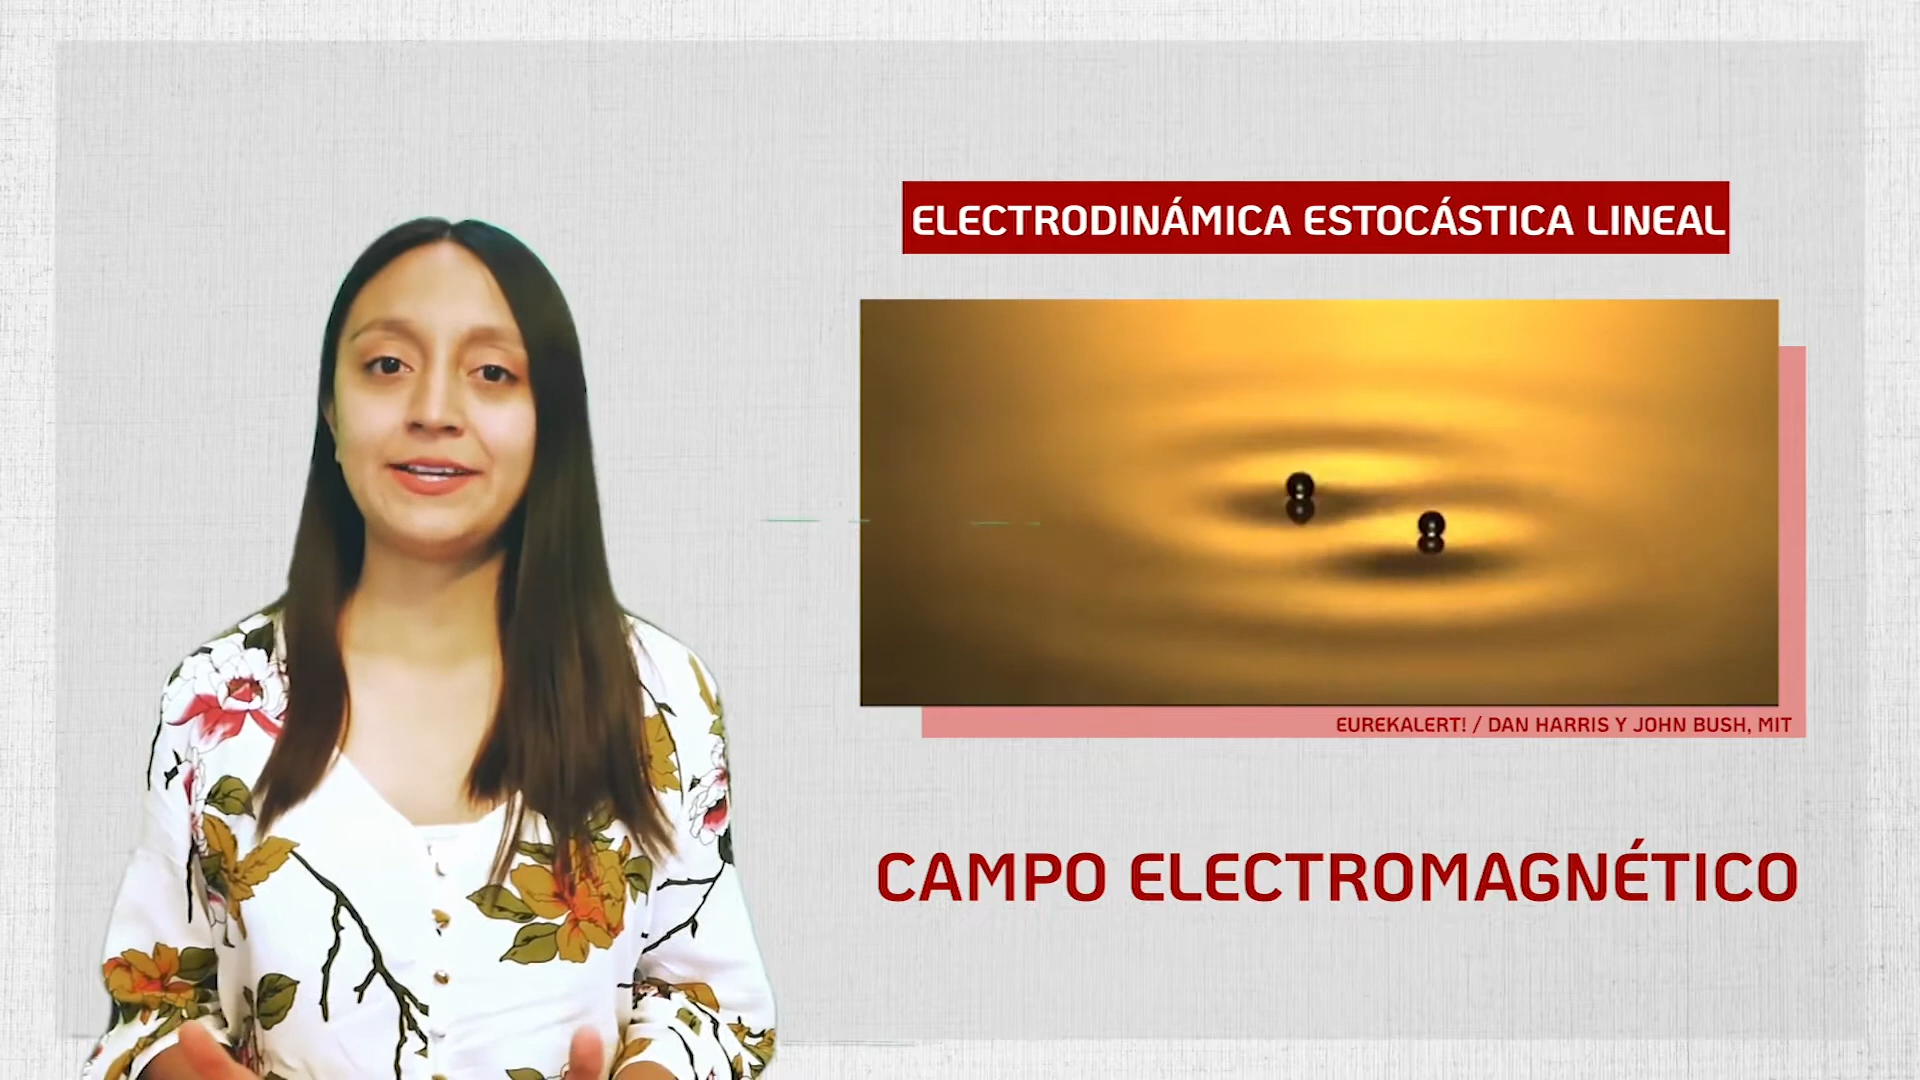 ELECTRODINÁMICA ESTOCÁSTICA LINEAL
EUREKALERT! / DAN HARRIS Y JOHN BUSH, MIT
CAMPO ELECTROMAGNÉTICO